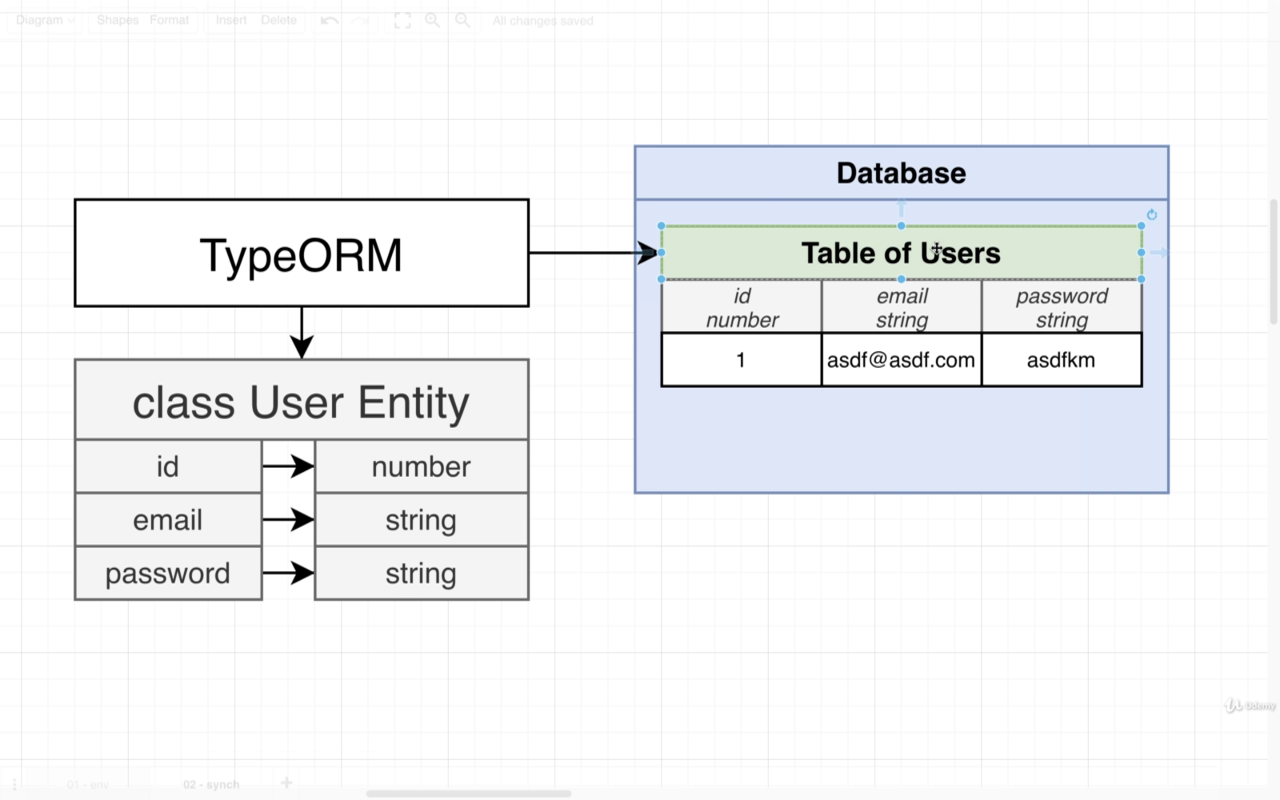 Diagram Shapes Format Insert Delete All changes saved
Database
TypeORM
Table of Users
id
number
email
string
password
string
1 asdf@asdf.com asdfkm
class User Entity
id number
email string
password string
Udemy
01 - env 02 - synch